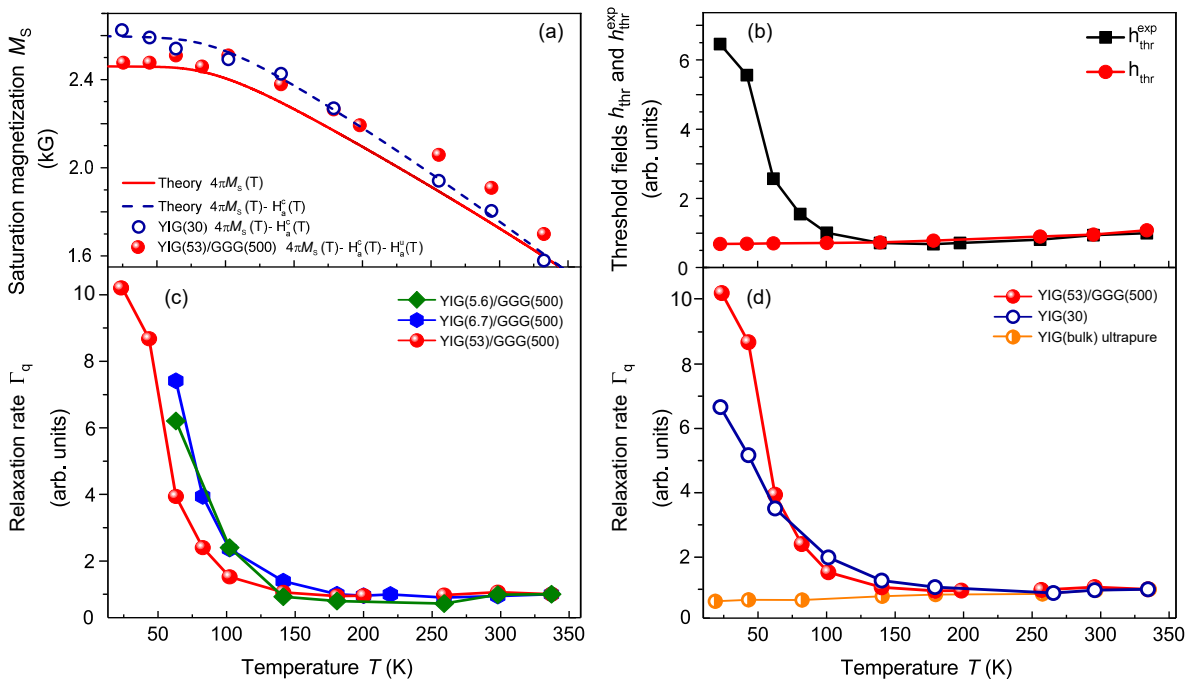 (a)
Saturation magnetization M_S
(kG)
2.4
2.0
1.6
Theory 4πM_s(T)
Theory 4πM_s(T)- H_a^c(T)
YIG(30) 4πM_s(T)- H_a^c(T)
YIG(53)/GGG(500) 4πM_s(T)- H_a^c(T)- H_a^u(T)
(b)
Threshold fields h_thr and h_thr^exp
(arb. units)
6
4
2
0
h_thr^exp
h_thr
(c)
Relaxation rate Γ_q
(arb. units)
10
8
6
4
2
0
YIG(5.6)/GGG(500)
YIG(6.7)/GGG(500)
YIG(53)/GGG(500)
50 100 150 200 250 300 350
Temperature T (K)
(d)
Relaxation rate Γ_q
(arb. units)
10
8
6
4
2
0
YIG(53)/GGG(500)
YIG(30)
YIG(bulk) ultrapure
50 100 150 200 250 300 350
Temperature T (K)